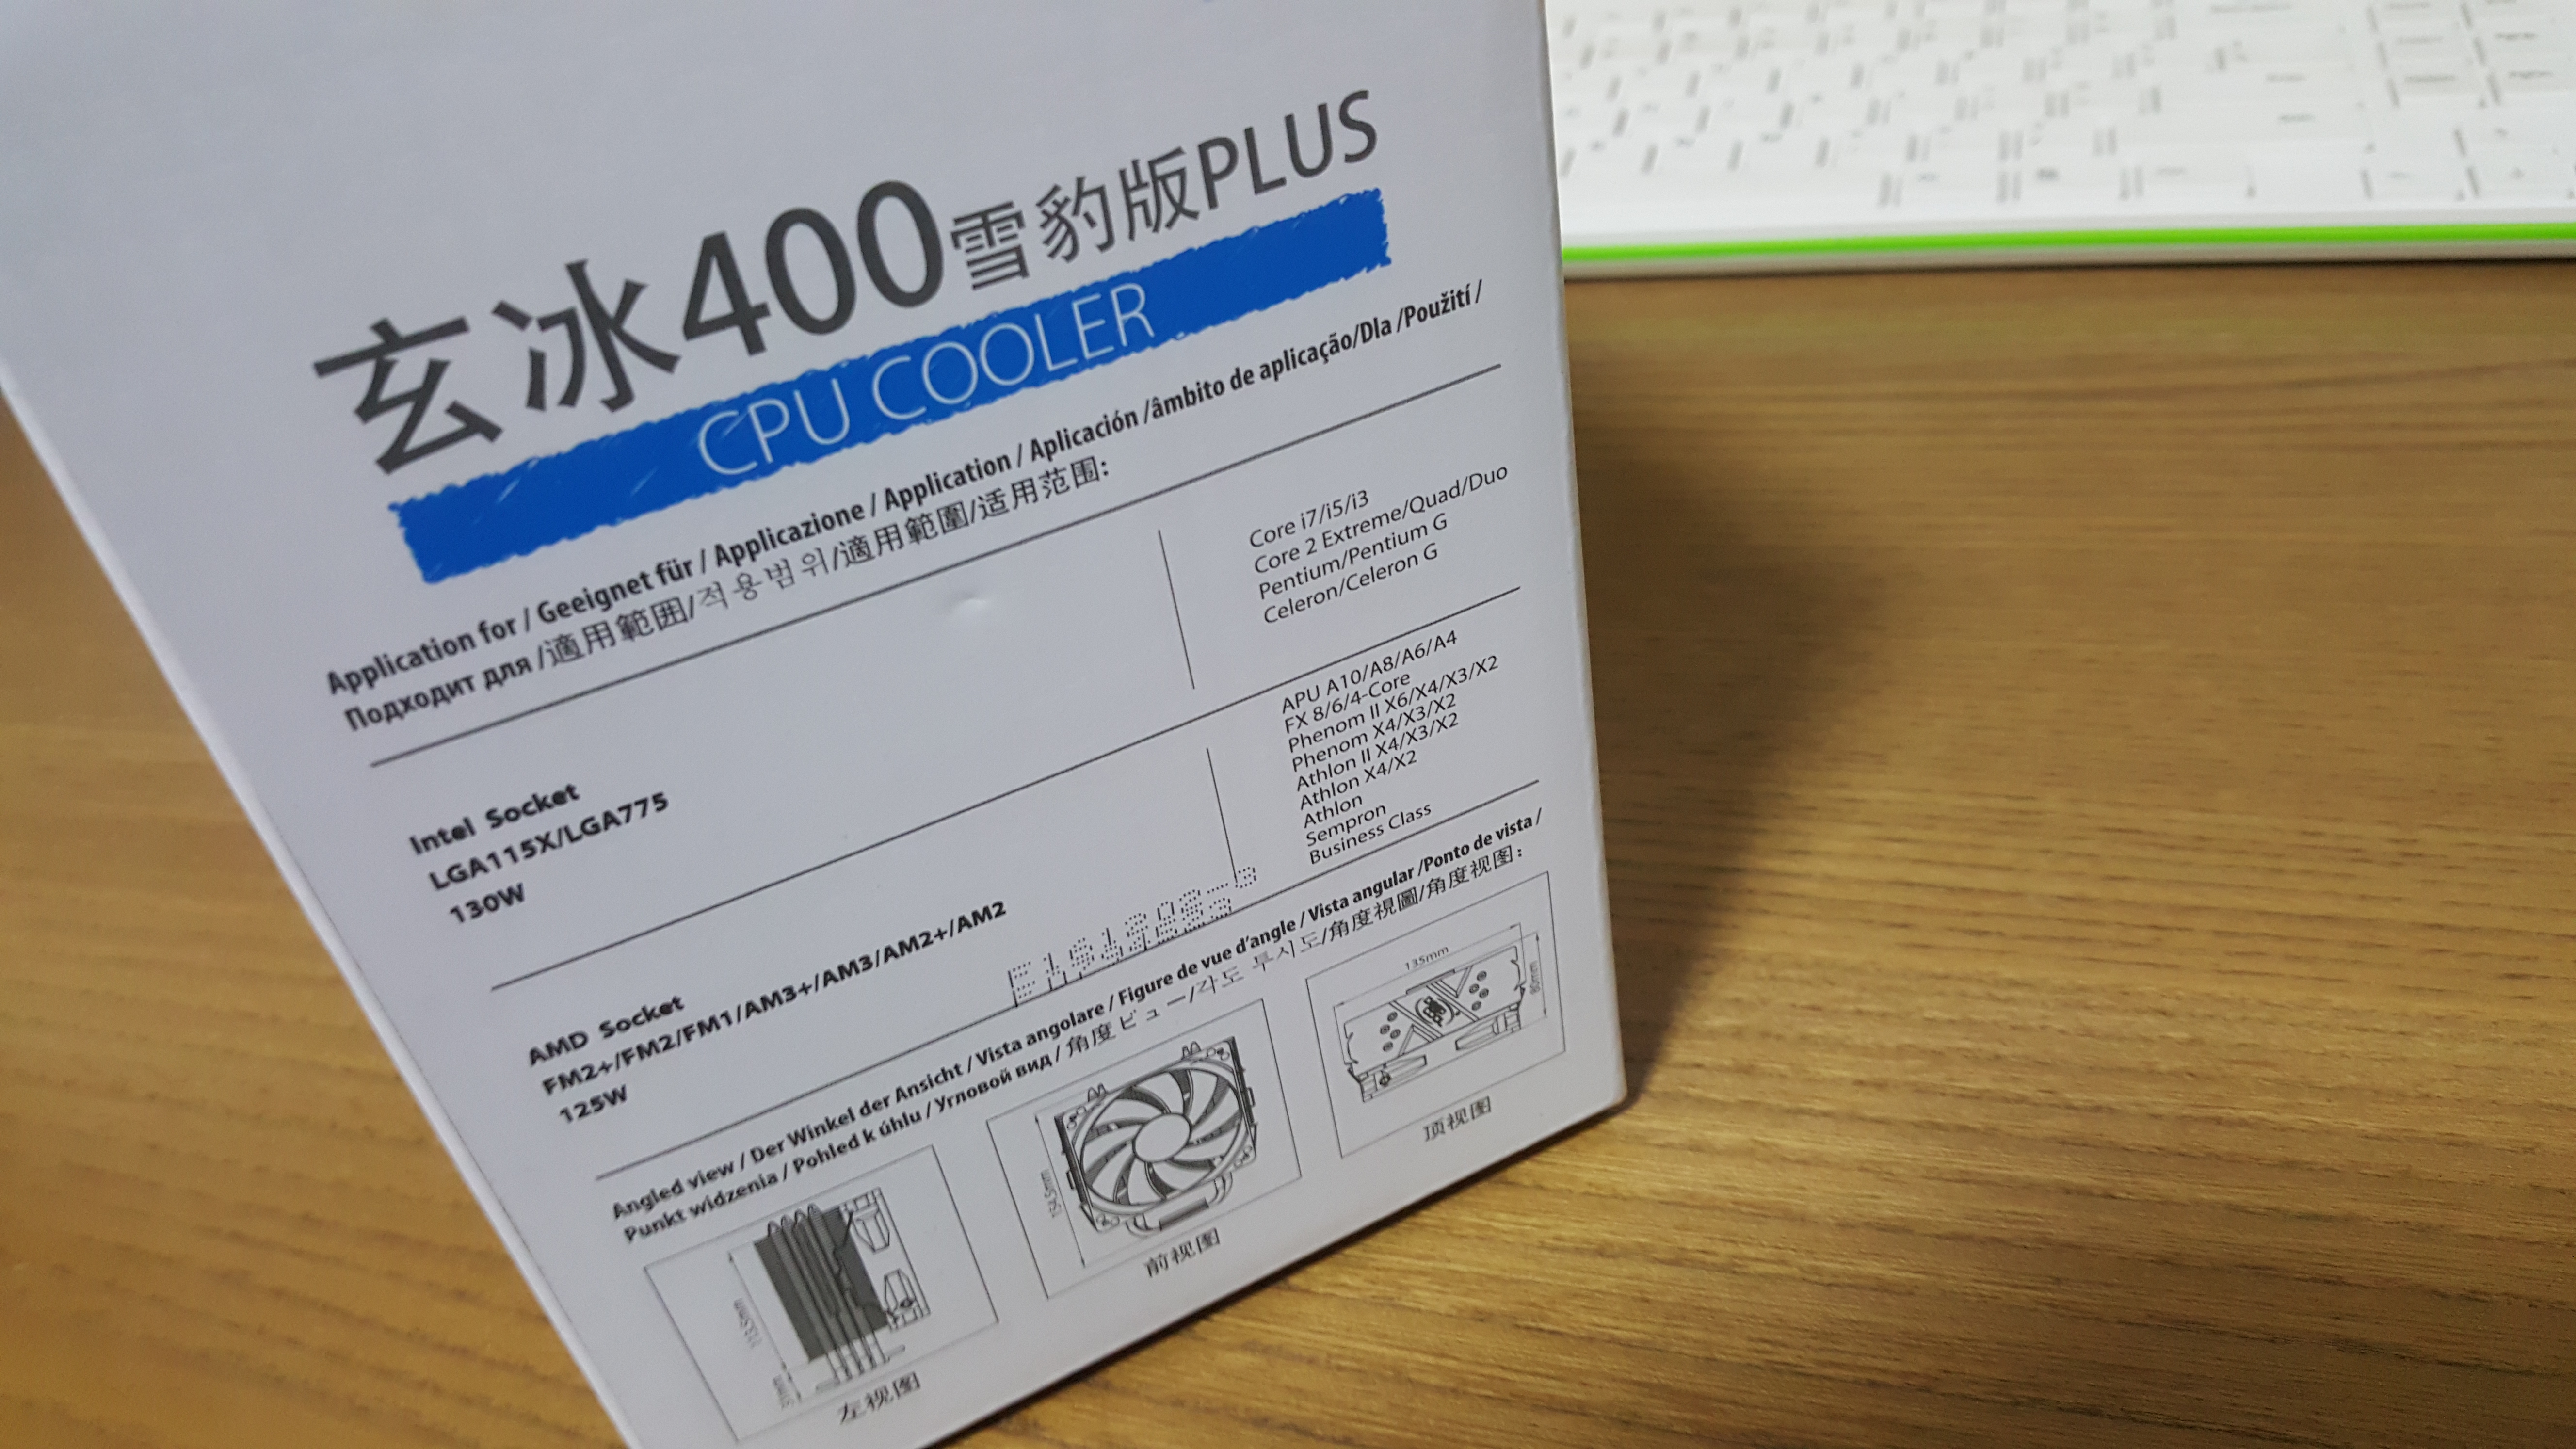 玄冰400雪豹版PLUS
CPU COOLER
Application for / Geeignet für / Applicazione / Application / Aplicación /âmbito de aplicação/Dla /Použití /
Подходит для /適用範囲/적용범위/適用範圍/适用范围:
Intel Socket
LGA115X/LGA775
130W
Core i7/i5/i3
Core 2 Extreme/Quad/Duo
Pentium/Pentium G
Celeron/Celeron G
AMD Socket
FM2+/FM2/FM1/AM3+/AM3/AM2+/AM2
125W
APU A10/A8/A6/A4
FX 8/6/4-Core
Phenom II X6/X4/X3/X2
Phenom X4/X3/X2
Athlon II X4/X3/X2
Athlon X4/X2
Athlon
Sempron
Business Class
Angled view / Der Winkel der Ansicht / Vista angolare / Figure de vue d'angle / Vista angular /Ponto de vista /
Punkt widzenia / Pohled k úhlu / Угловой вид / 角度ビュー/각도 투시도/角度視圖/角度视图:
左视图
154.5mm
前视图
135mm
80mm
顶视图